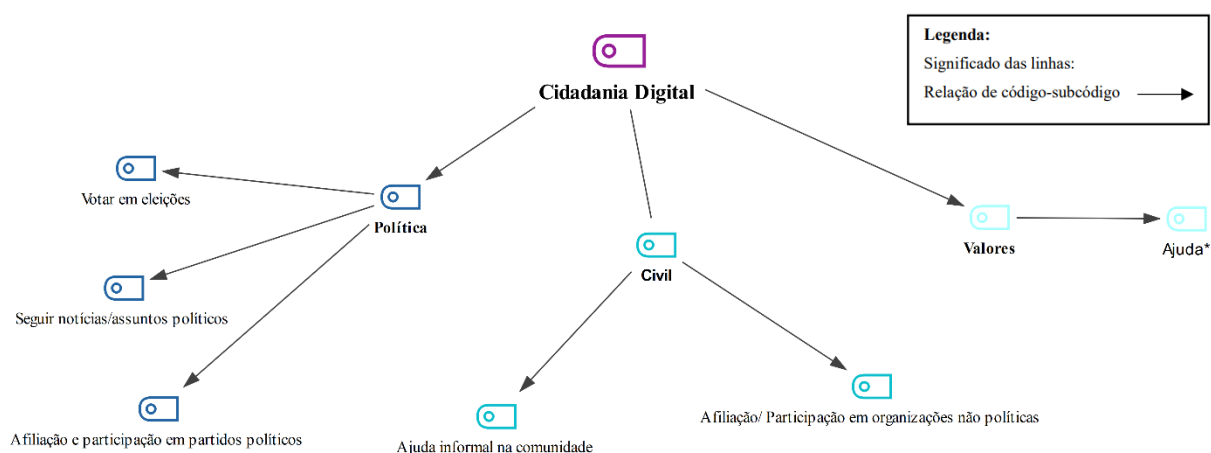 Legenda:
Significado das linhas:
Relação de código-subcódigo
Cidadania Digital
Votar em eleições
Política
Valores
Ajuda*
Civil
Seguir notícias/assuntos políticos
Afiliação e participação em partidos políticos
Ajuda informal na comunidade
Afiliação/ Participação em organizações não políticas